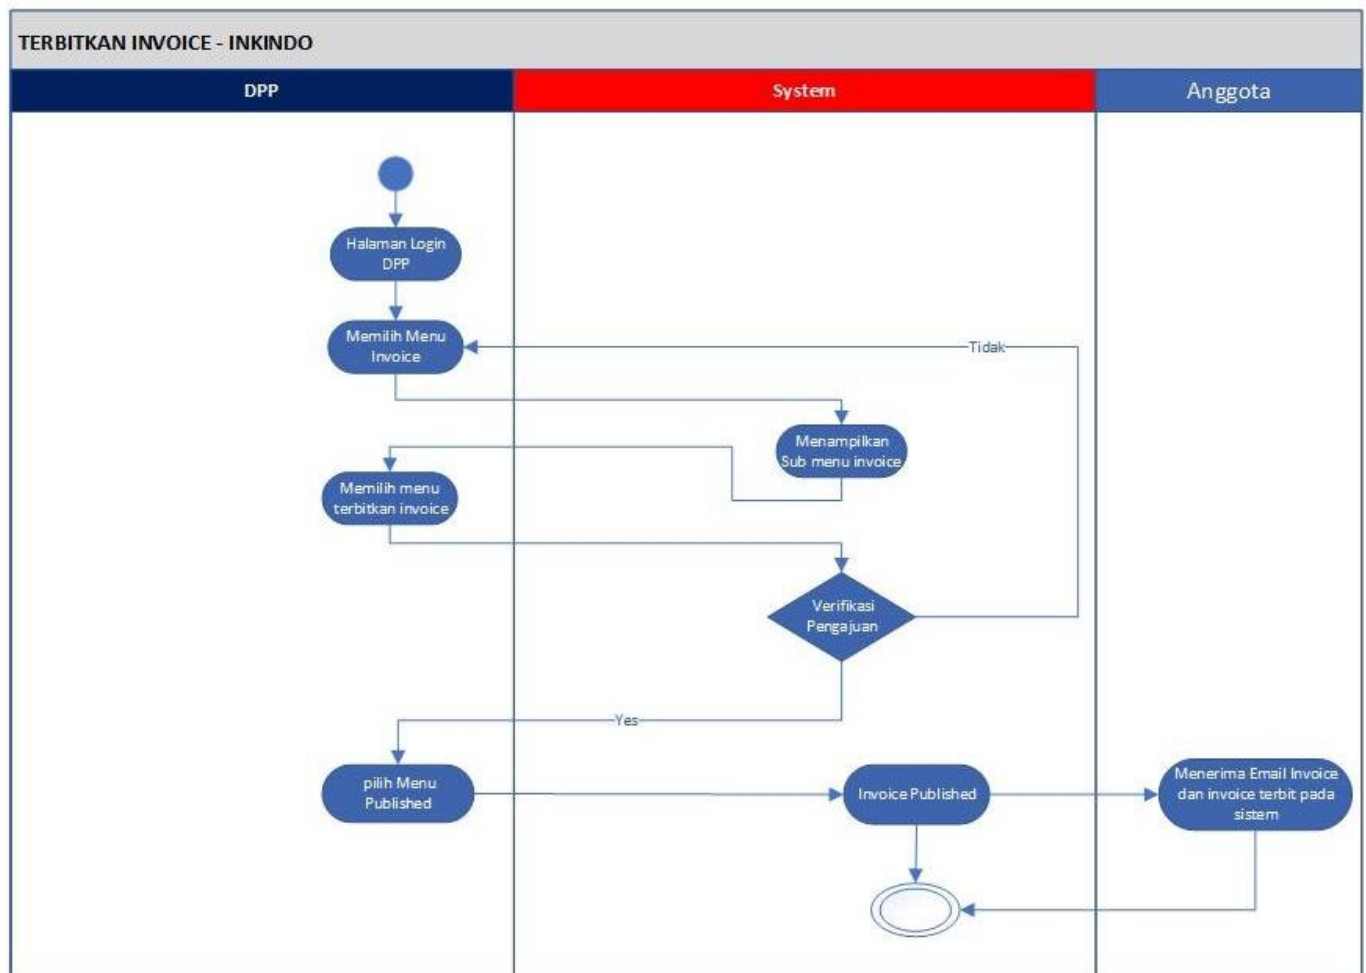 TERBITKAN INVOICE - INKINDO
DPP
System
Anggota
Halaman Login
DPP
Memilih Menu
Invoice
Tidak
Menampilkan
Sub menu invoice
Memilih menu
terbitkan invoice
Verifikasi
Pengajuan
Yes
pilih Menu
Published
Invoice Published
Menerima Email Invoice
dan invoice terbit pada
sistem